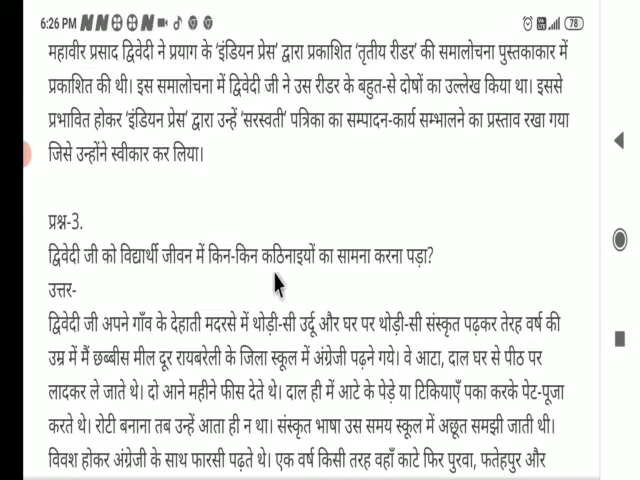 6:26 PM
78
महावीर प्रसाद द्विवेदी ने प्रयाग के ‘इंडियन प्रेस’ द्वारा प्रकाशित ‘तृतीय रीडर’ की समालोचना पुस्तकाकार में
प्रकाशित की थी। इस समालोचना में द्विवेदी जी ने उस रीडर के बहुत-से दोषों का उल्लेख किया था। इससे
प्रभावित होकर ‘इंडियन प्रेस’ द्वारा उन्हें ‘सरस्वती’ पत्रिका का सम्पादन-कार्य सम्भालने का प्रस्ताव रखा गया
जिसे उन्होंने स्वीकार कर लिया।
प्रश्न-3.
द्विवेदी जी को विद्यार्थी जीवन में किन-किन कठिनाइयों का सामना करना पड़ा?
उत्तर-
द्विवेदी जी अपने गाँव के देहाती मदरसे में थोड़ी-सी उर्दू और घर पर थोड़ी-सी संस्कृत पढ़कर तेरह वर्ष की
उम्र में मैं छब्बीस मील दूर रायबरेली के जिला स्कूल में अंग्रेजी पढ़ने गये। वे आटा, दाल घर से पीठ पर
लादकर ले जाते थे। दो आने महीने फीस देते थे। दाल ही में आटे के पेड़े या टिकियाएँ पका करके पेट-पूजा
करते थे। रोटी बनाना तब उन्हें आता ही न था। संस्कृत भाषा उस समय स्कूल में अछूत समझी जाती थी।
विवश होकर अंग्रेजी के साथ फारसी पढ़ते थे। एक वर्ष किसी तरह वहाँ काटे फिर पुरवा, फतेहपुर और